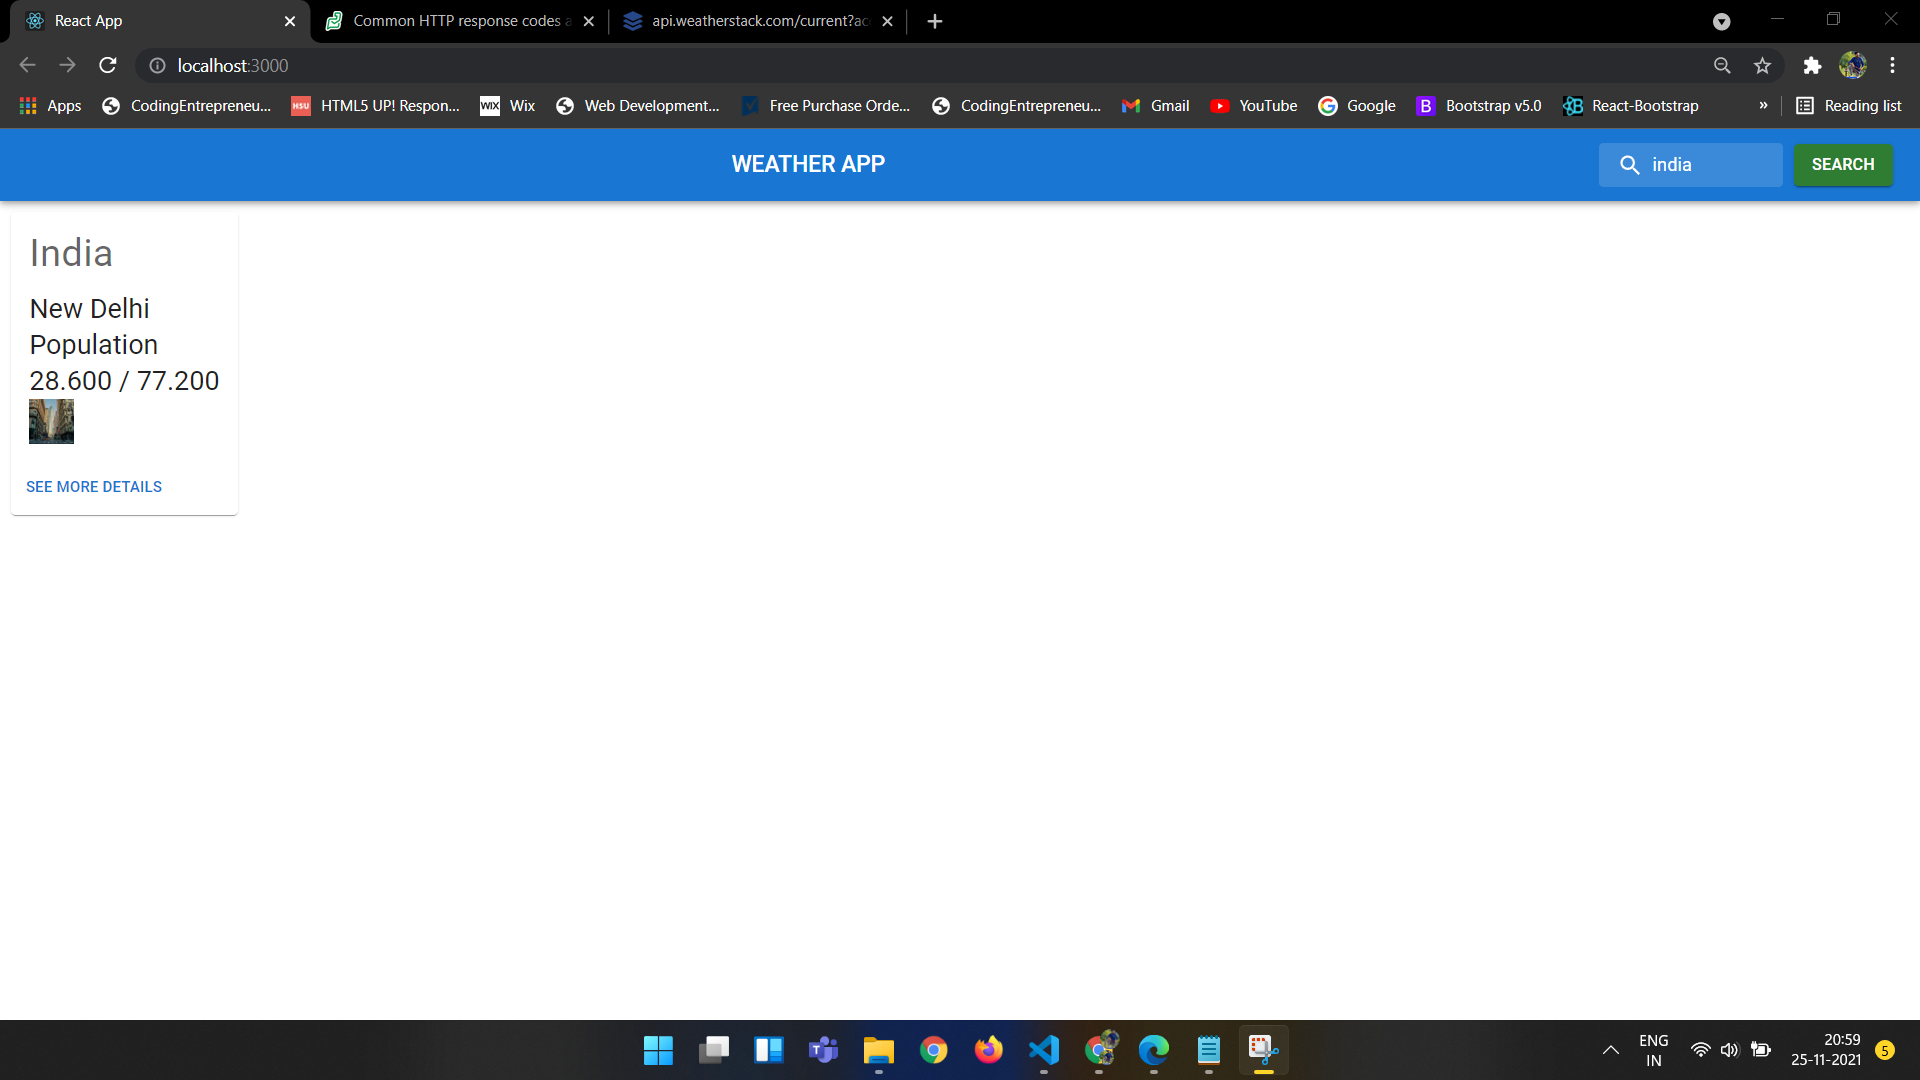 React App
Common HTTP response codes a
api.weatherstack.com/current?ac
localhost:3000
Apps
CodingEntrepreneu...
HSU
HTML5 UP! Respon...
WIX
Wix
Web Development...
Free Purchase Orde...
CodingEntrepreneu...
Gmail
YouTube
Google
B
Bootstrap v5.0
B
React-Bootstrap
»
Reading list
WEATHER APP
india
SEARCH
India
New Delhi
Population
28.600 / 77.200
SEE MORE DETAILS
ENG
IN
20:59
25-11-2021
5